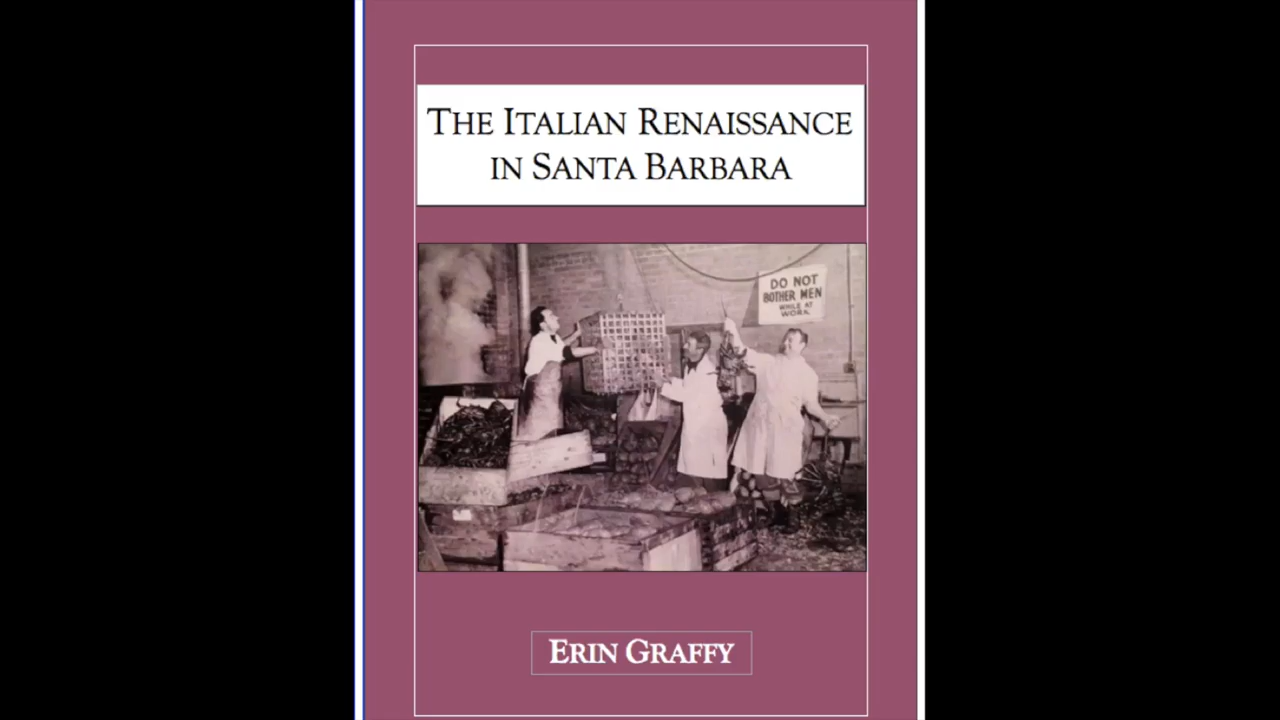 THE ITALIAN RENAISSANCE
IN SANTA BARBARA
DO NOT
BOTHER MEN
WHILE AT
WORK
ERIN GRAFFY